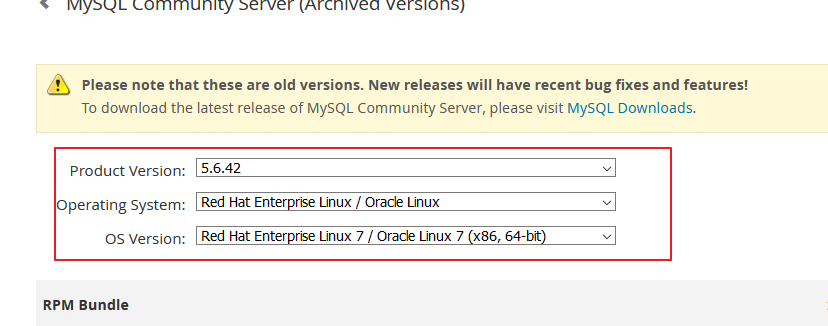 MySQL Community Server (Archived Versions)
Please note that these are old versions. New releases will have recent bug fixes and features!
To download the latest release of MySQL Community Server, please visit MySQL Downloads.
Product Version: 5.6.42
Operating System: Red Hat Enterprise Linux / Oracle Linux
OS Version: Red Hat Enterprise Linux 7 / Oracle Linux 7 (x86, 64-bit)
RPM Bundle